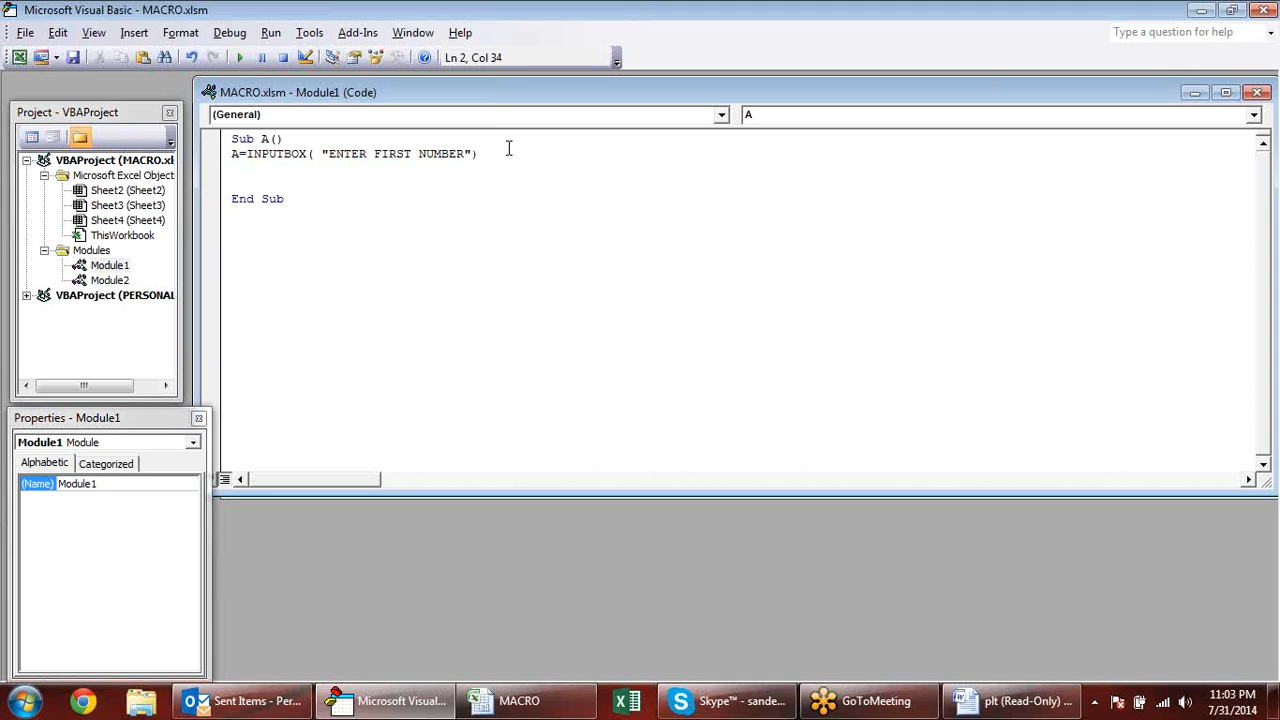 Microsoft Visual Basic - MACRO.xlsm
File Edit View Insert Format Debug Run Tools Add-Ins Window Help
Type a question for help
Ln 2, Col 34
Project - VBAProject
MACRO.xlsm - Module1 (Code)
(General)
A
VBAProject (MACRO.xl
Microsoft Excel Object
Sheet2 (Sheet2)
Sheet3 (Sheet3)
Sheet4 (Sheet4)
ThisWorkbook
Modules
Module1
Module2
VBAProject (PERSONAL
Sub A()
A=INPUTBOX( "ENTER FIRST NUMBER")
End Sub
Properties - Module1
Module1 Module
Alphabetic Categorized
(Name) Module1
Sent Items - Per...
Microsoft Visual...
MACRO
Skype™ - sande...
GoToMeeting
plt (Read-Only) ...
11:03 PM
7/31/2014